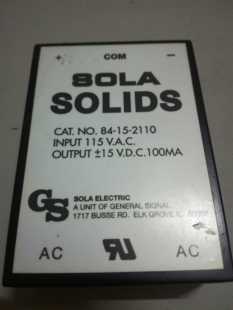 + COM -
SOLA
SOLIDS
CAT. NO. 84-15-2110
INPUT 115 V.A.C.
OUTPUT ±15 V.D.C.100MA
GS
SOLA ELECTRIC
A UNIT OF GENERAL SIGNAL
1717 BUSSE RD. ELK GROVE
AC RU AC